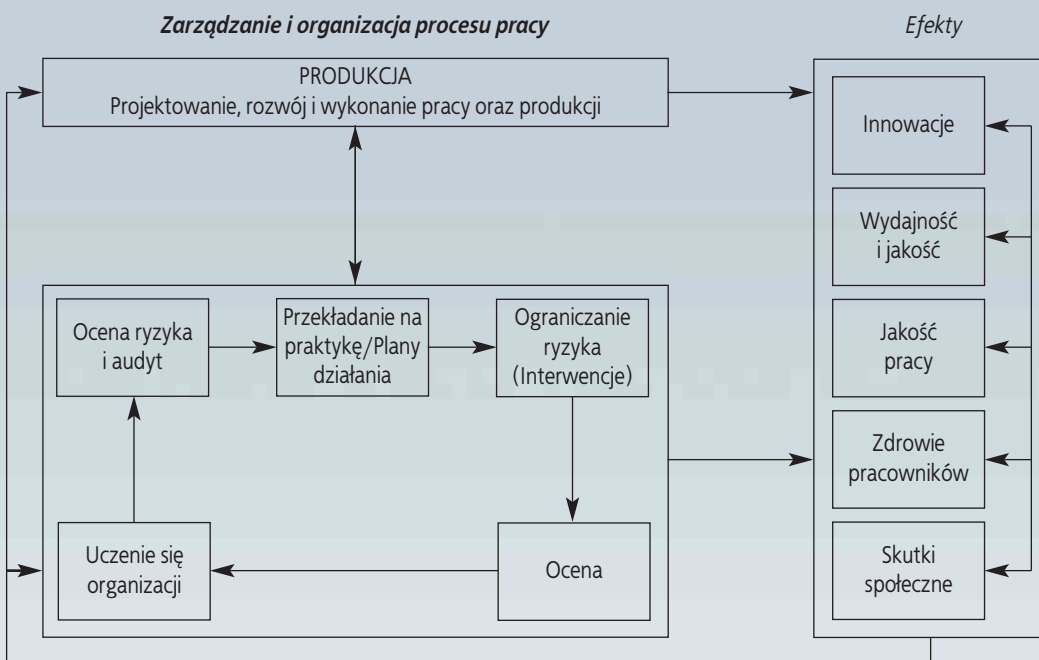 Zarządzanie i organizacja procesu pracy
Efekty
PRODUKCJA
Projektowanie, rozwój i wykonanie pracy oraz produkcji
Innowacje
Wydajność
i jakość
Jakość
pracy
Zdrowie
pracowników
Skutki
społeczne
Ocena ryzyka
i audyt
Przekładanie na
praktykę/Plany
działania
Ograniczanie
ryzyka
(Interwencje)
Uczenie się
organizacji
Ocena